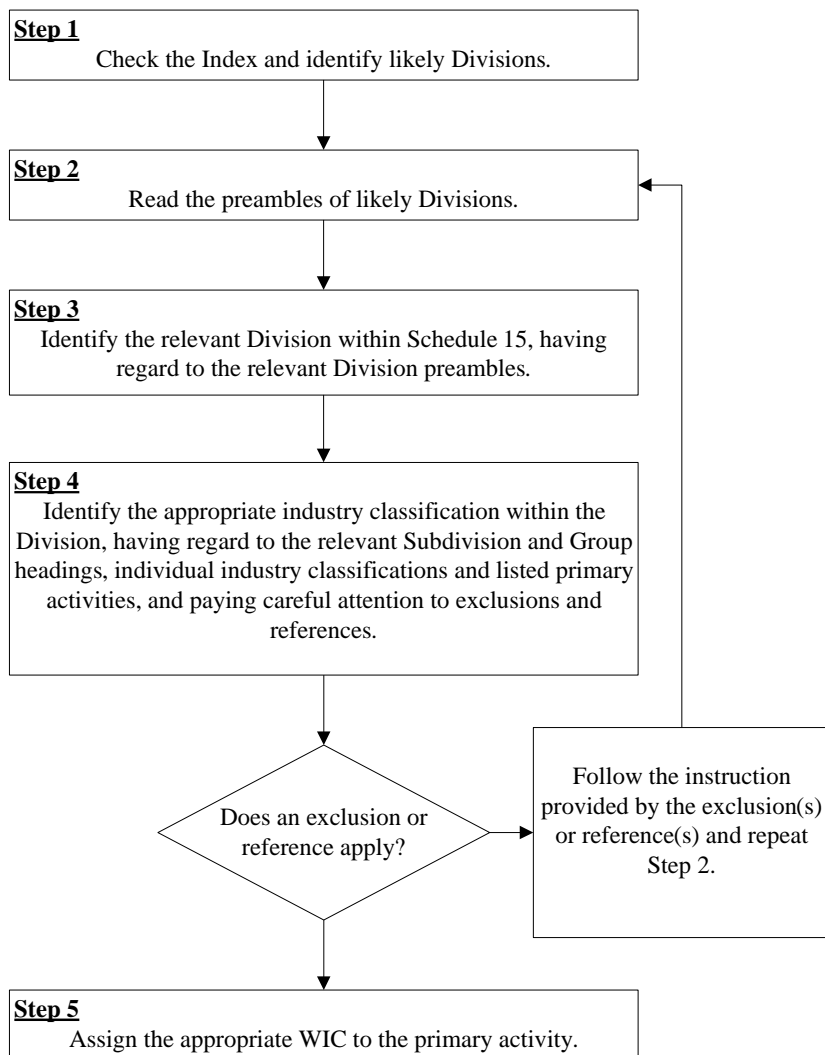 Step 1
Check the Index and identify likely Divisions.
Step 2
Read the preambles of likely Divisions.
Step 3
Identify the relevant Division within Schedule 15, having
regard to the relevant Division preambles.
Step 4
Identify the appropriate industry classification within the
Division, having regard to the relevant Subdivision and Group
headings, individual industry classifications and listed primary
activities, and paying careful attention to exclusions and
references.
Does an exclusion or
reference apply?
Follow the instruction
provided by the exclusion(s)
or reference(s) and repeat
Step 2.
Step 5
Assign the appropriate WIC to the primary activity.